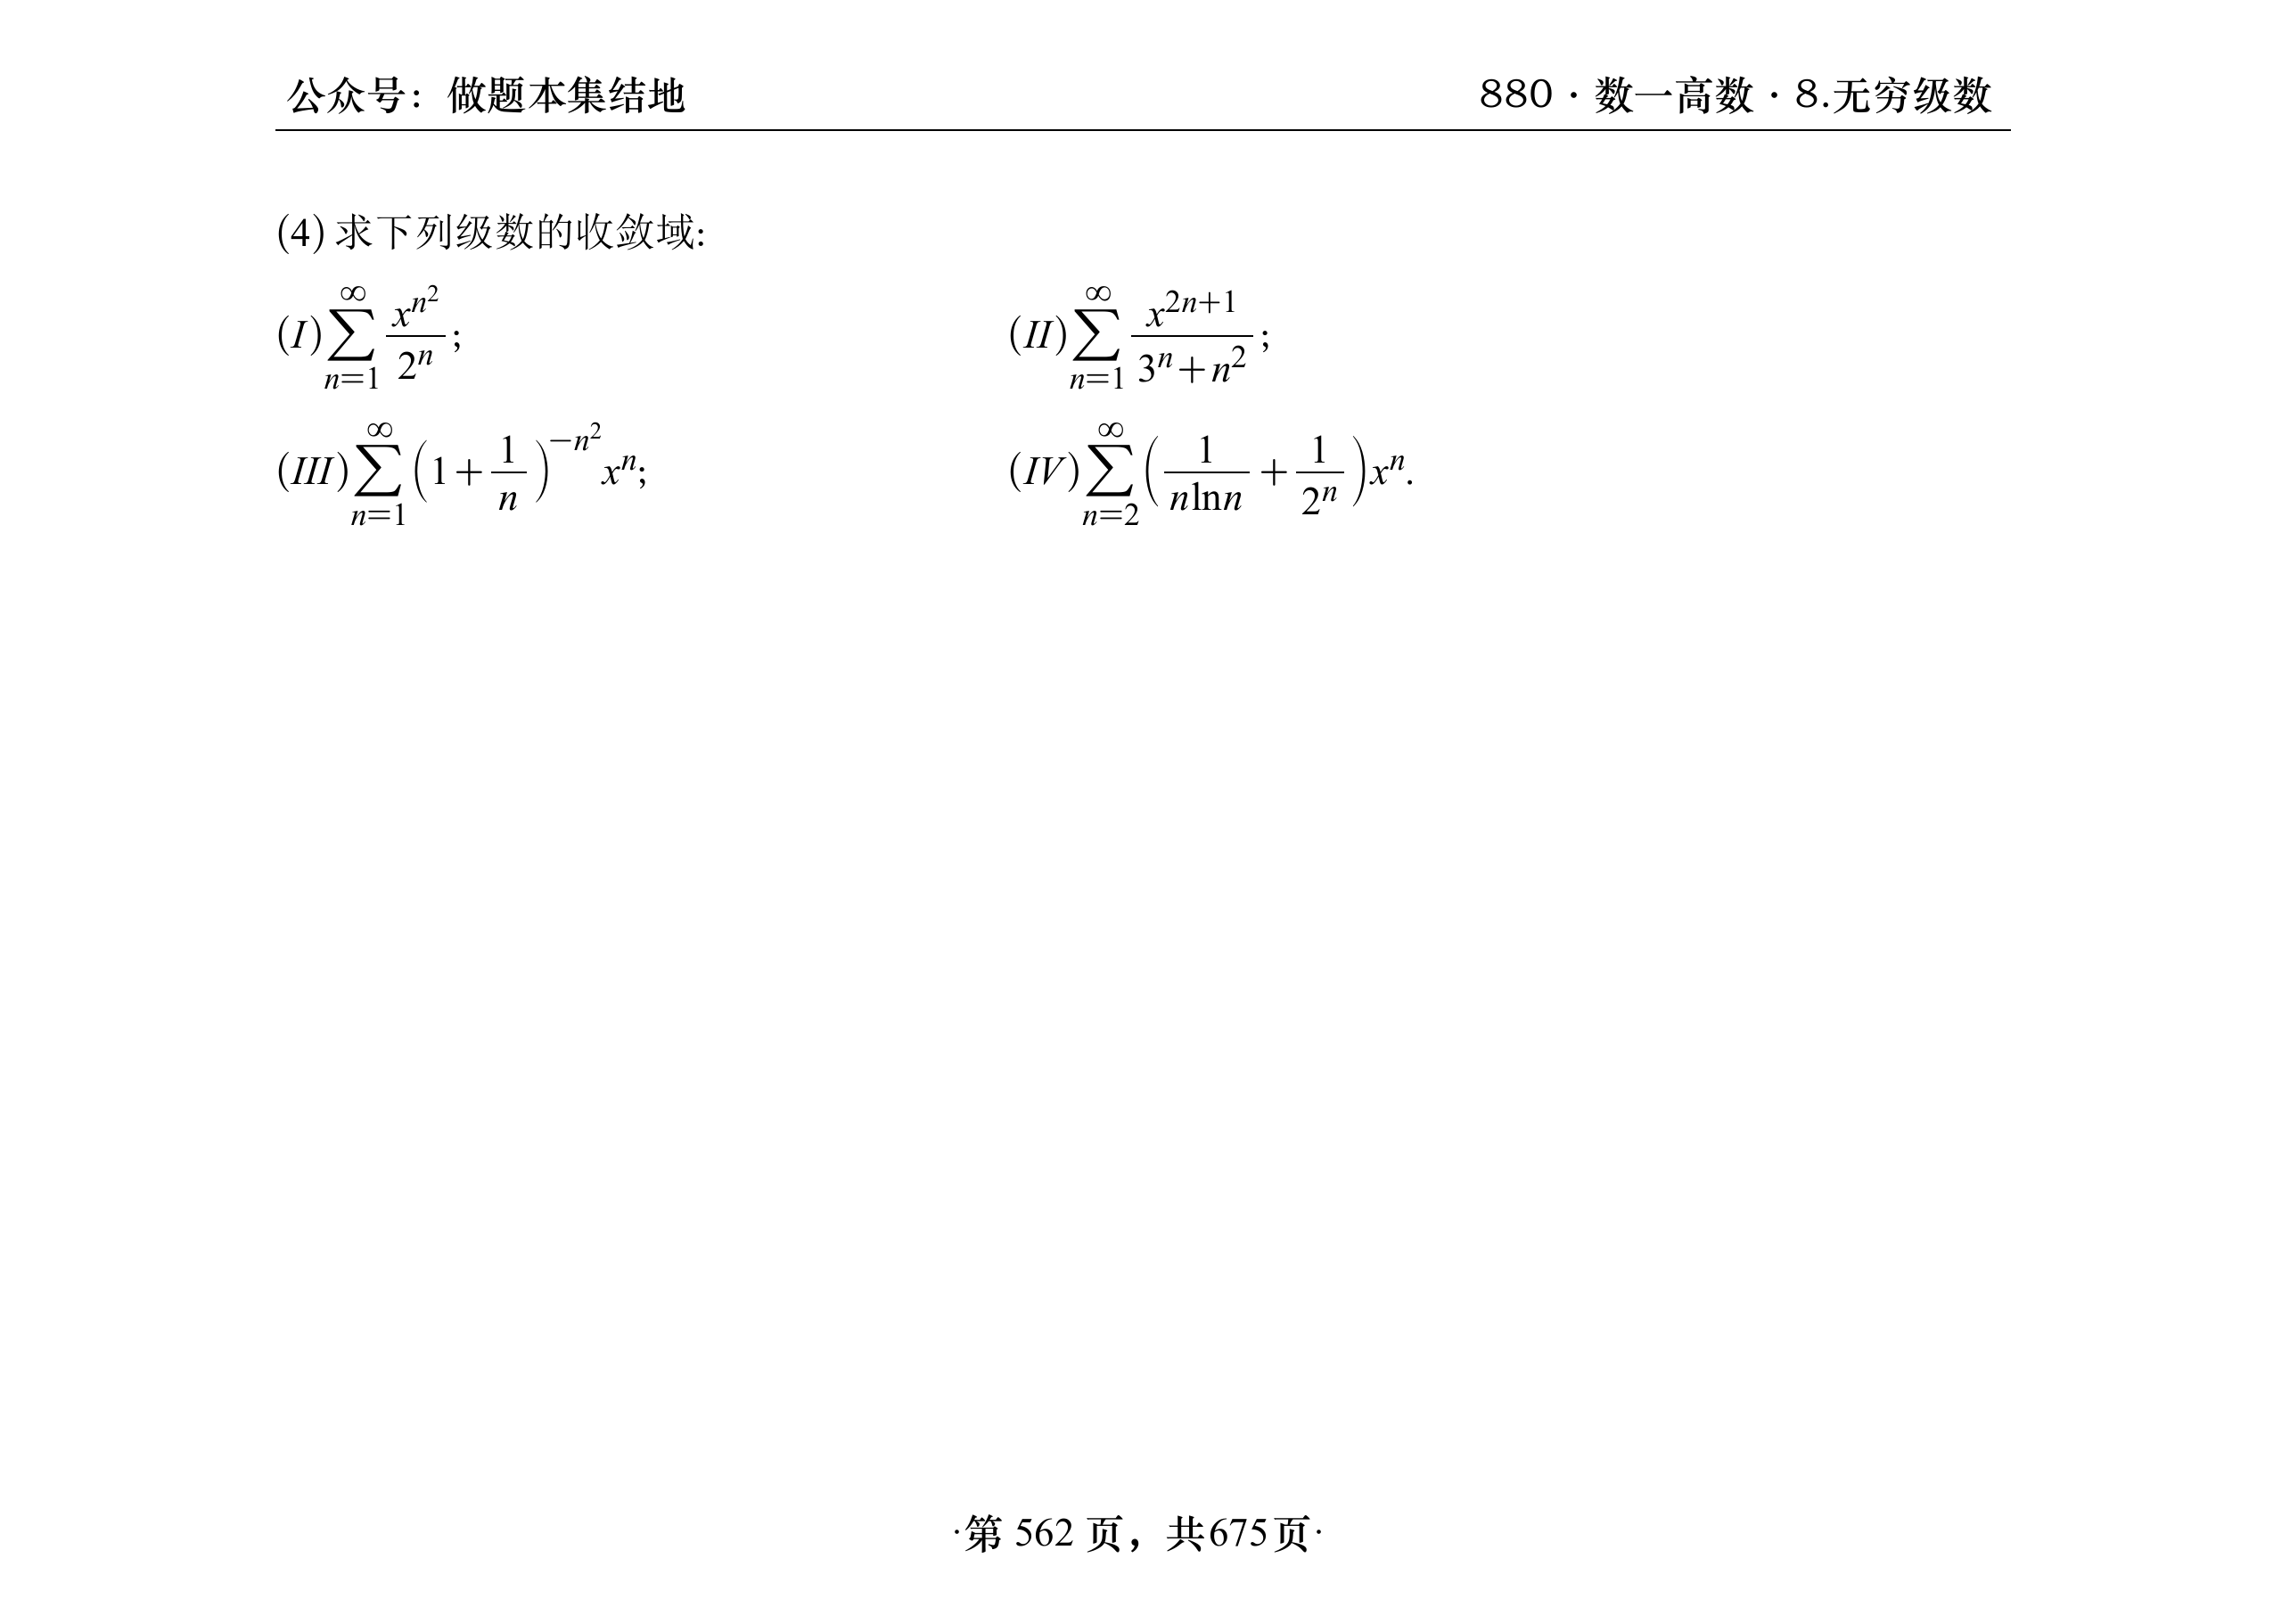 公众号：做题本集结地
880 · 数一高数 · 8.无穷级数
(4) 求下列级数的收敛域:
$(I)\sum_{n=1}^{\infty}\frac{x^{n^2}}{2^n}$;
$(II)\sum_{n=1}^{\infty}\frac{x^{2n+1}}{3^n+n^2}$;
$(III)\sum_{n=1}^{\infty}\left(1+\frac{1}{n}\right)^{-n^2}x^n$;
$(IV)\sum_{n=2}^{\infty}\left(\frac{1}{n\ln n}+\frac{1}{2^n}\right)x^n$.
·第 562 页，共675页·